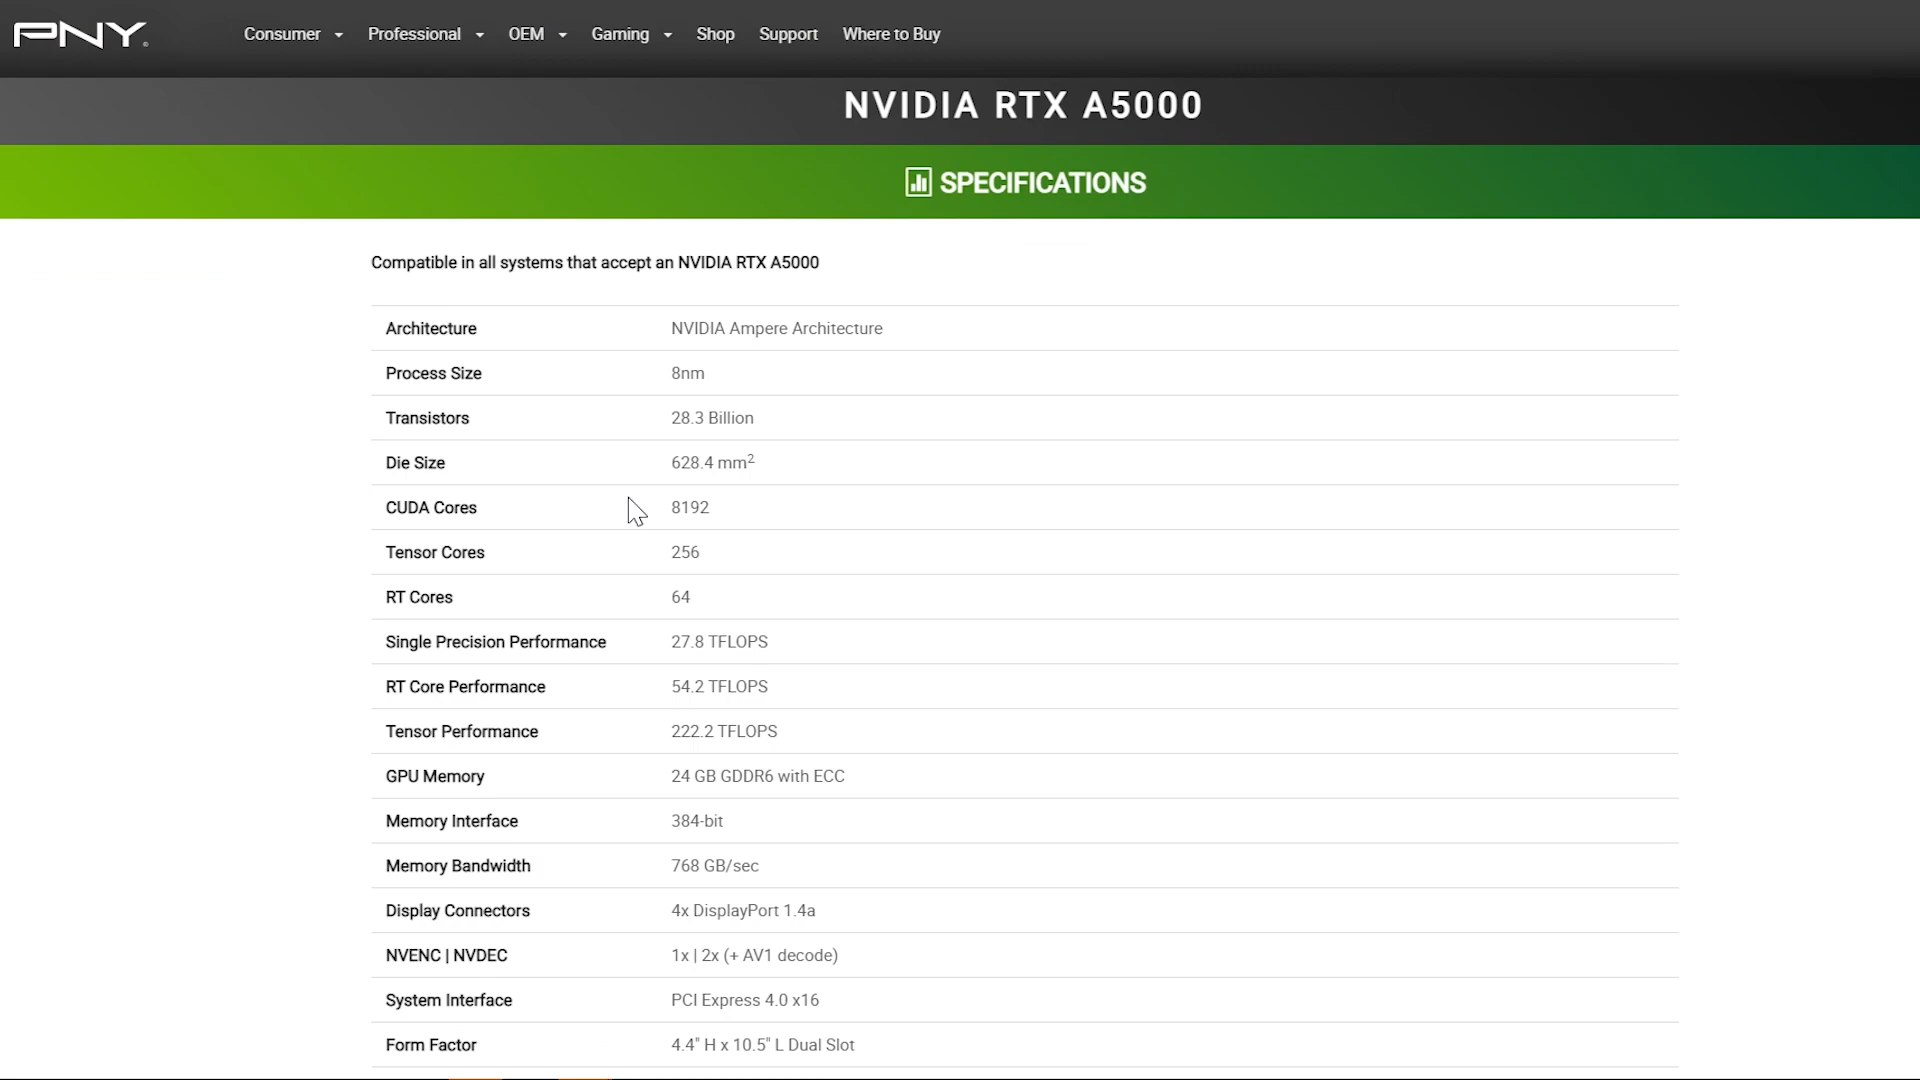 PNY
Consumer Professional OEM Gaming Shop Support Where to Buy
NVIDIA RTX A5000
SPECIFICATIONS
Compatible in all systems that accept an NVIDIA RTX A5000
Architecture NVIDIA Ampere Architecture
Process Size 8nm
Transistors 28.3 Billion
Die Size 628.4 mm²
CUDA Cores 8192
Tensor Cores 256
RT Cores 64
Single Precision Performance 27.8 TFLOPS
RT Core Performance 54.2 TFLOPS
Tensor Performance 222.2 TFLOPS
GPU Memory 24 GB GDDR6 with ECC
Memory Interface 384-bit
Memory Bandwidth 768 GB/sec
Display Connectors 4x DisplayPort 1.4a
NVENC | NVDEC 1x | 2x (+ AV1 decode)
System Interface PCI Express 4.0 x16
Form Factor 4.4" H x 10.5" L Dual Slot